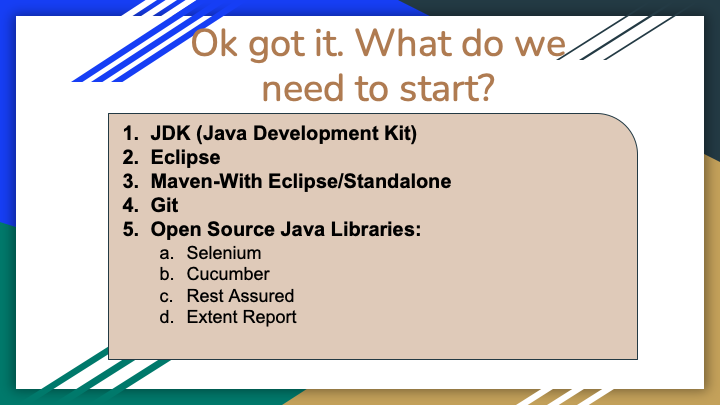 Ok got it. What do we
need to start?
1. JDK (Java Development Kit)
2. Eclipse
3. Maven-With Eclipse/Standalone
4. Git
5. Open Source Java Libraries:
a. Selenium
b. Cucumber
c. Rest Assured
d. Extent Report